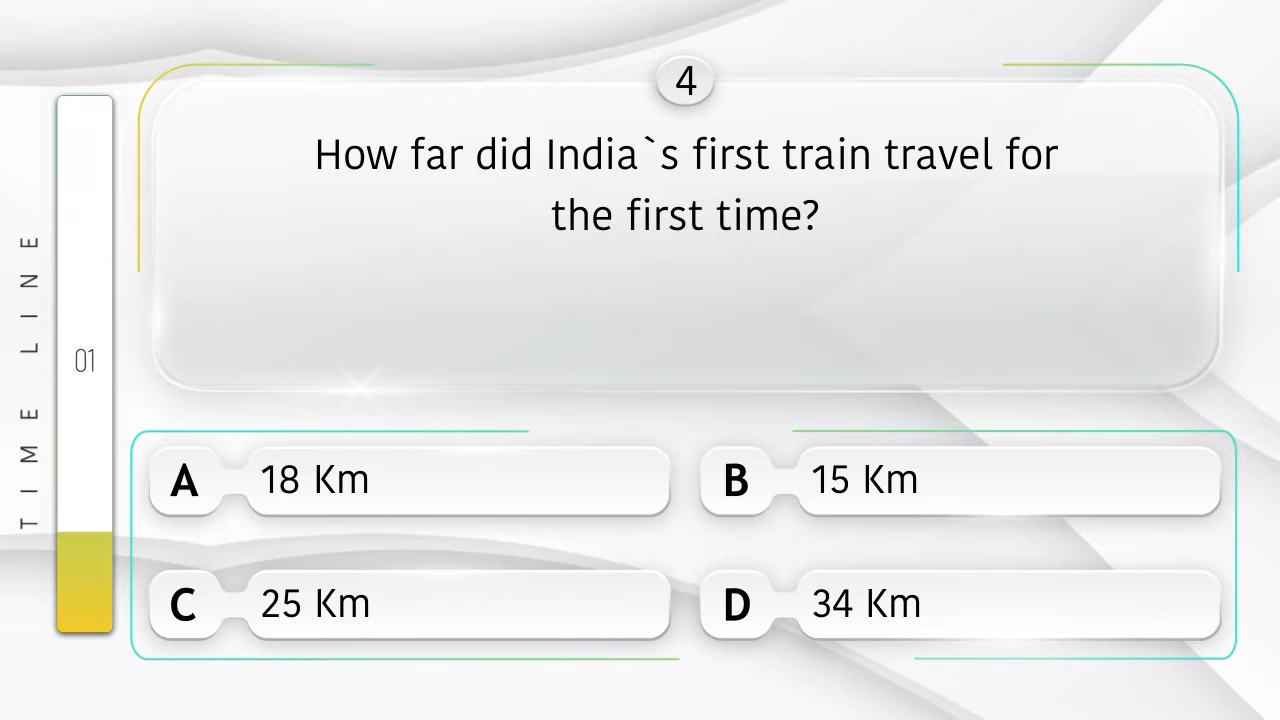 4
How far did India`s first train travel for
the first time?
TIME LINE
01
A 18 Km
B 15 Km
C 25 Km
D 34 Km